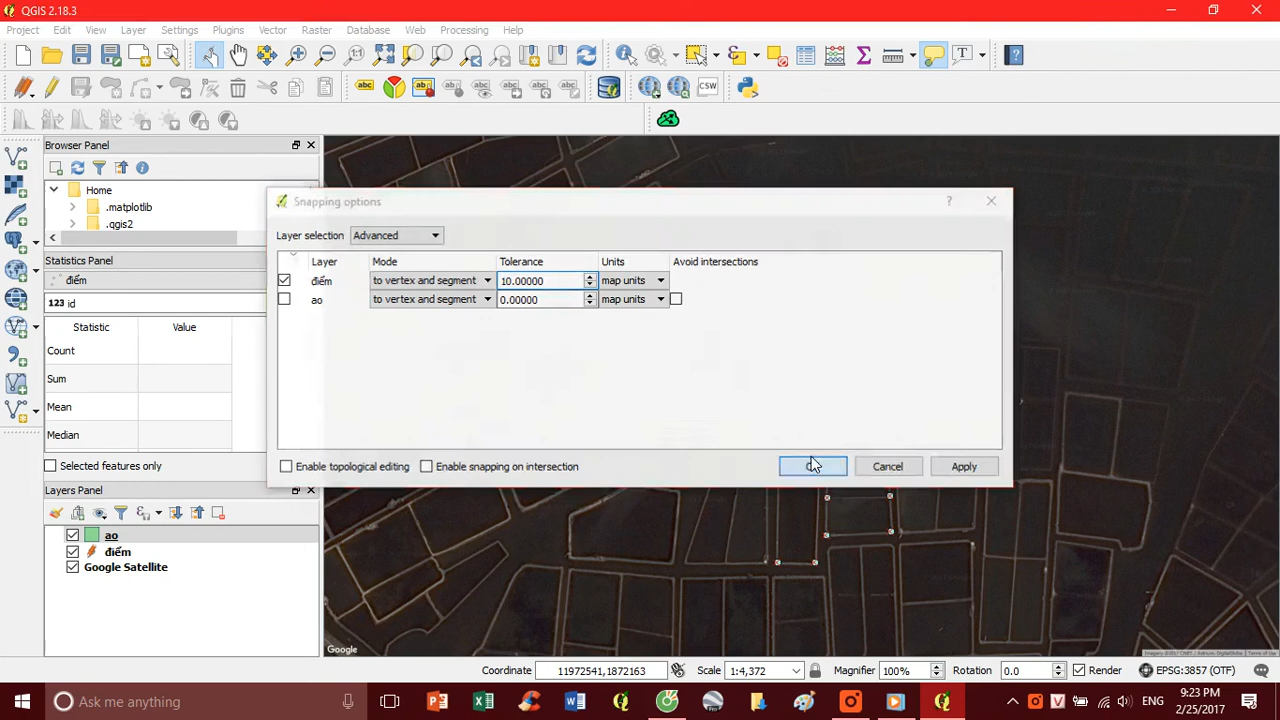 QGIS 2.18.3
Project Edit View Layer Settings Plugins Vector Raster Database Web Processing Help
Browser Panel
Home
.matplotlib
.qgis2
Statistics Panel
điểm
123 id
Statistic Value
Count
Sum
Mean
Median
Selected features only
Layers Panel
ao
điểm
Google Satellite
Snapping options
Layer selection Advanced
Layer Mode Tolerance Units Avoid intersections
điểm to vertex and segment 10.00000 map units
ao to vertex and segment 0.00000 map units
Enable topological editing Enable snapping on intersection
Cancel Apply
Google
Coordinate 11972541,1872163 Scale 1:4,372 Magnifier 100% Rotation 0.0 Render EPSG:3857 (OTF)
Ask me anything
ENG
9:23 PM
2/25/2017